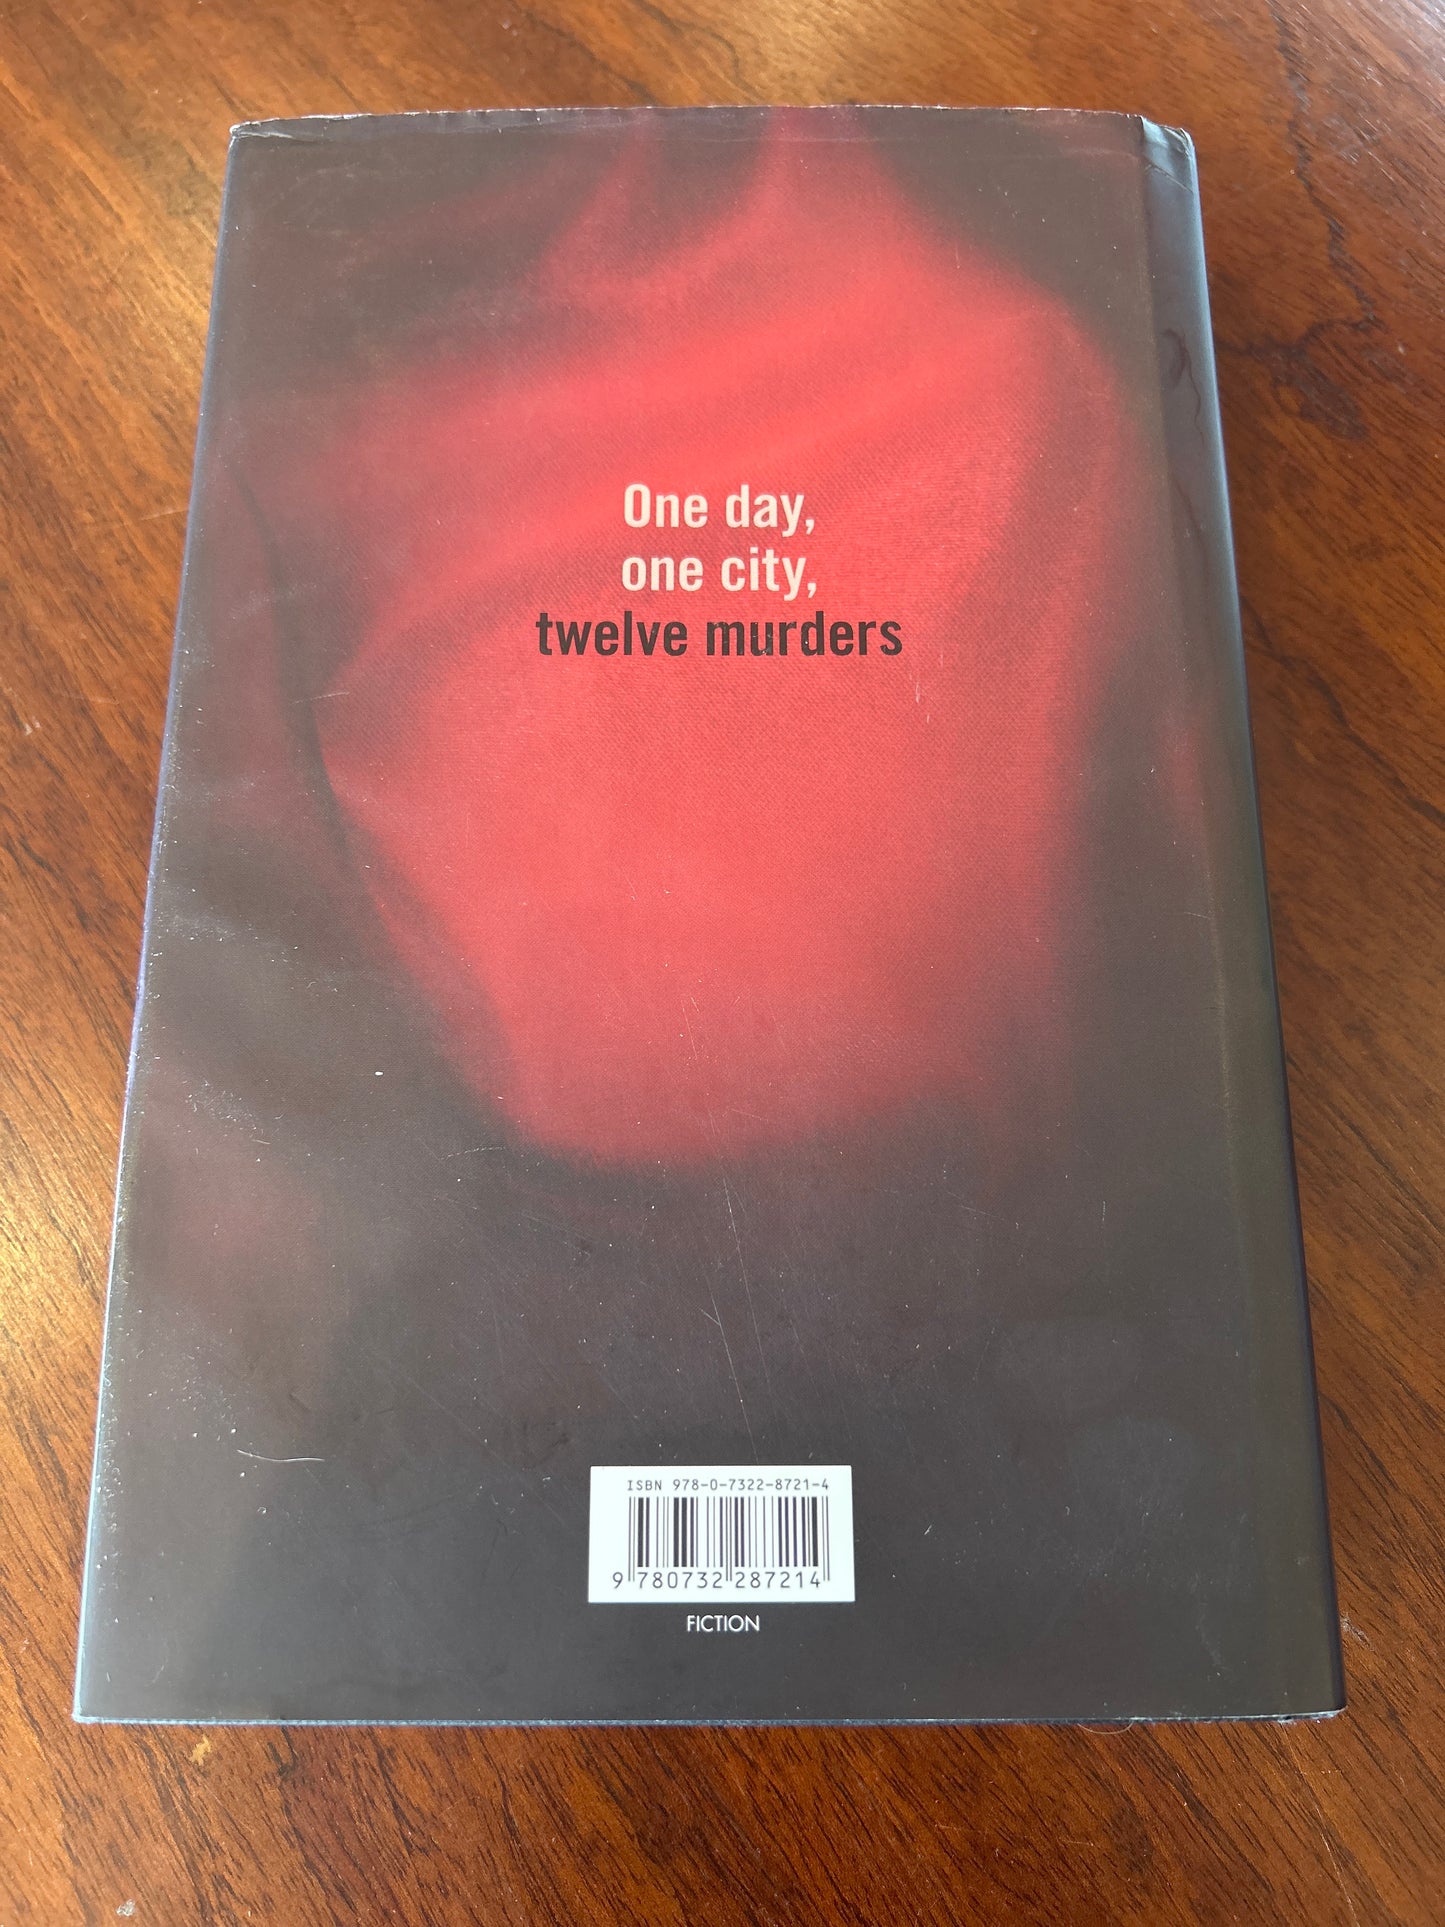 One day,
one city,
twelve murders
ISBN 978-0-7322-8721-4
9 780732 287214
FICTION